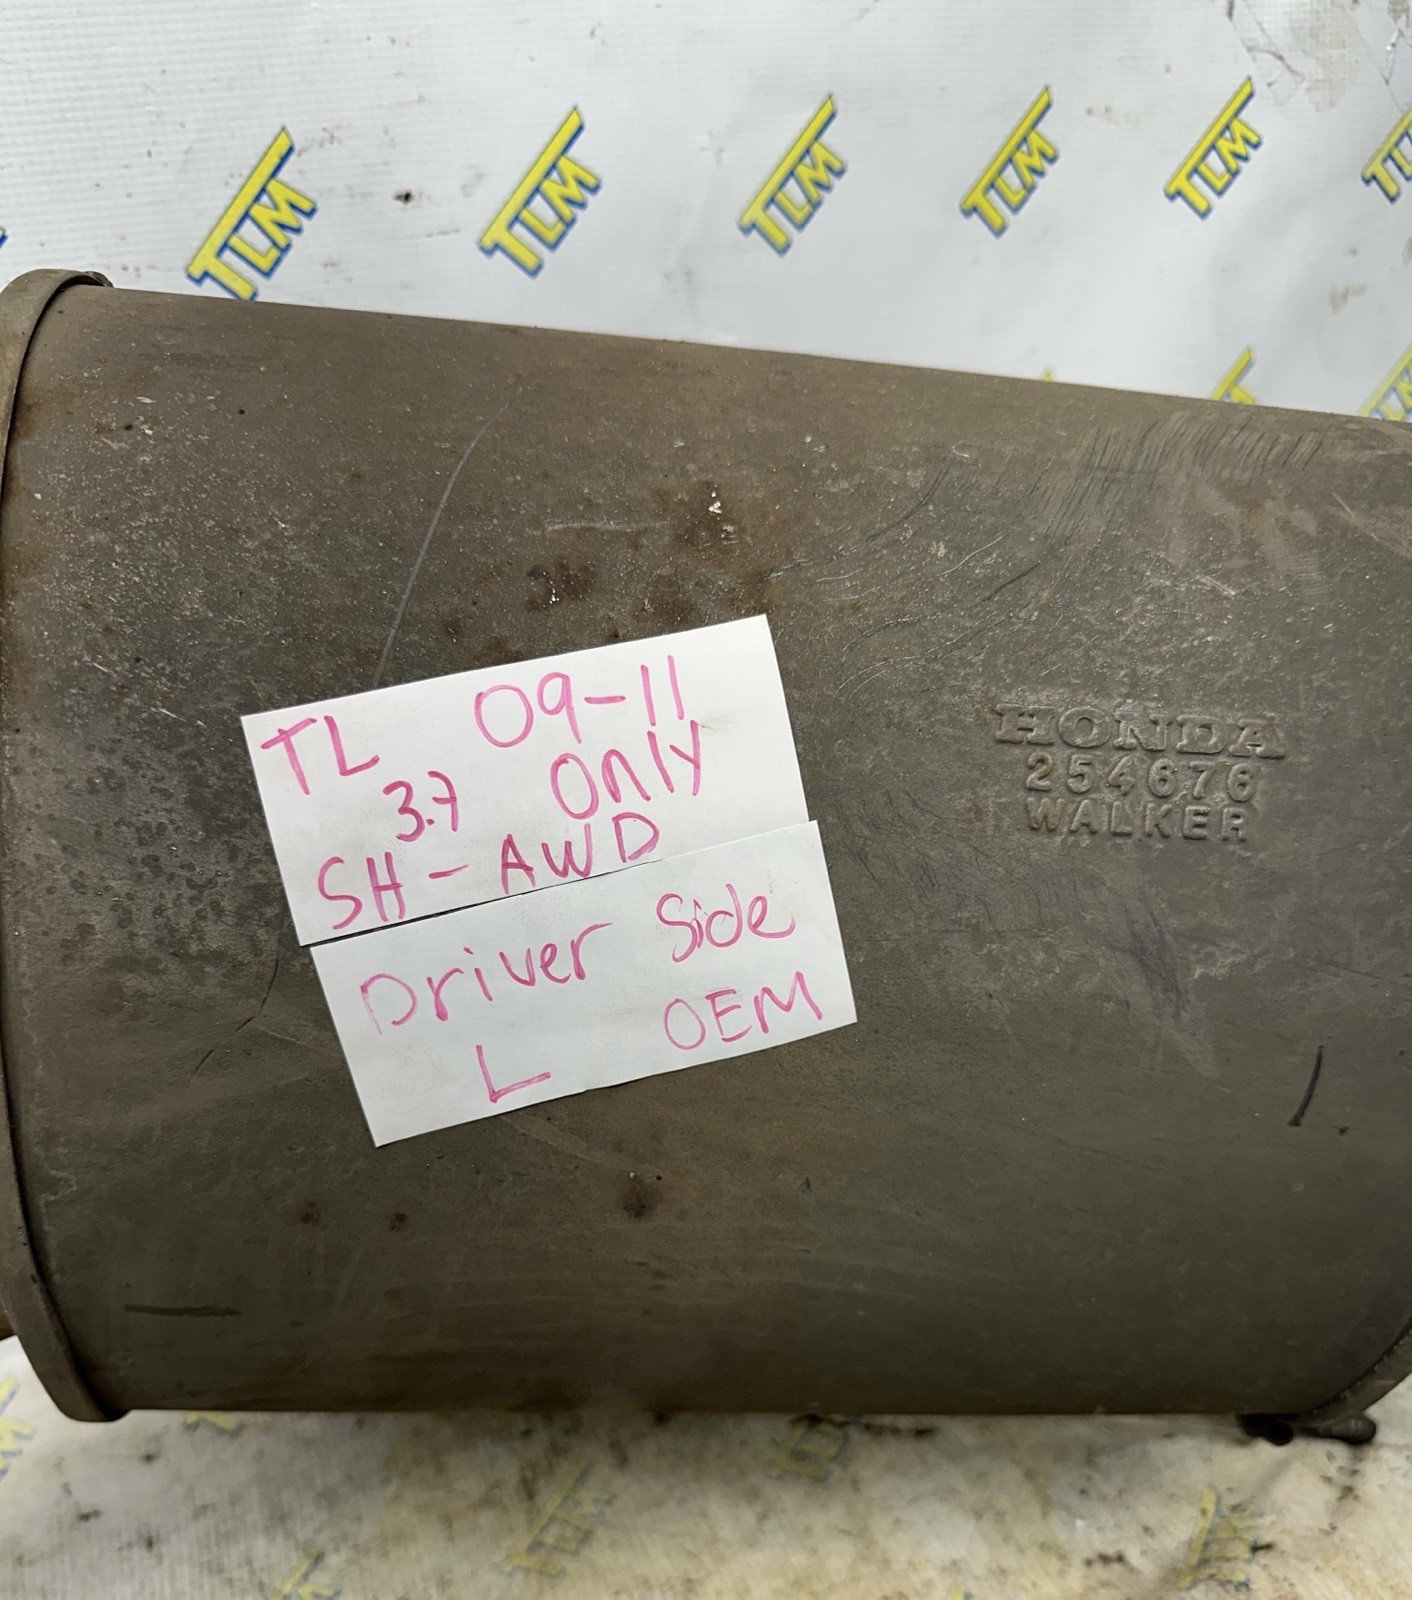 TLM TLM TLM TLM TLM
TL 09-11
3.7 Only
SH-AWD
Driver Side
L OEM
HONDA
254676
WALKER
TLM